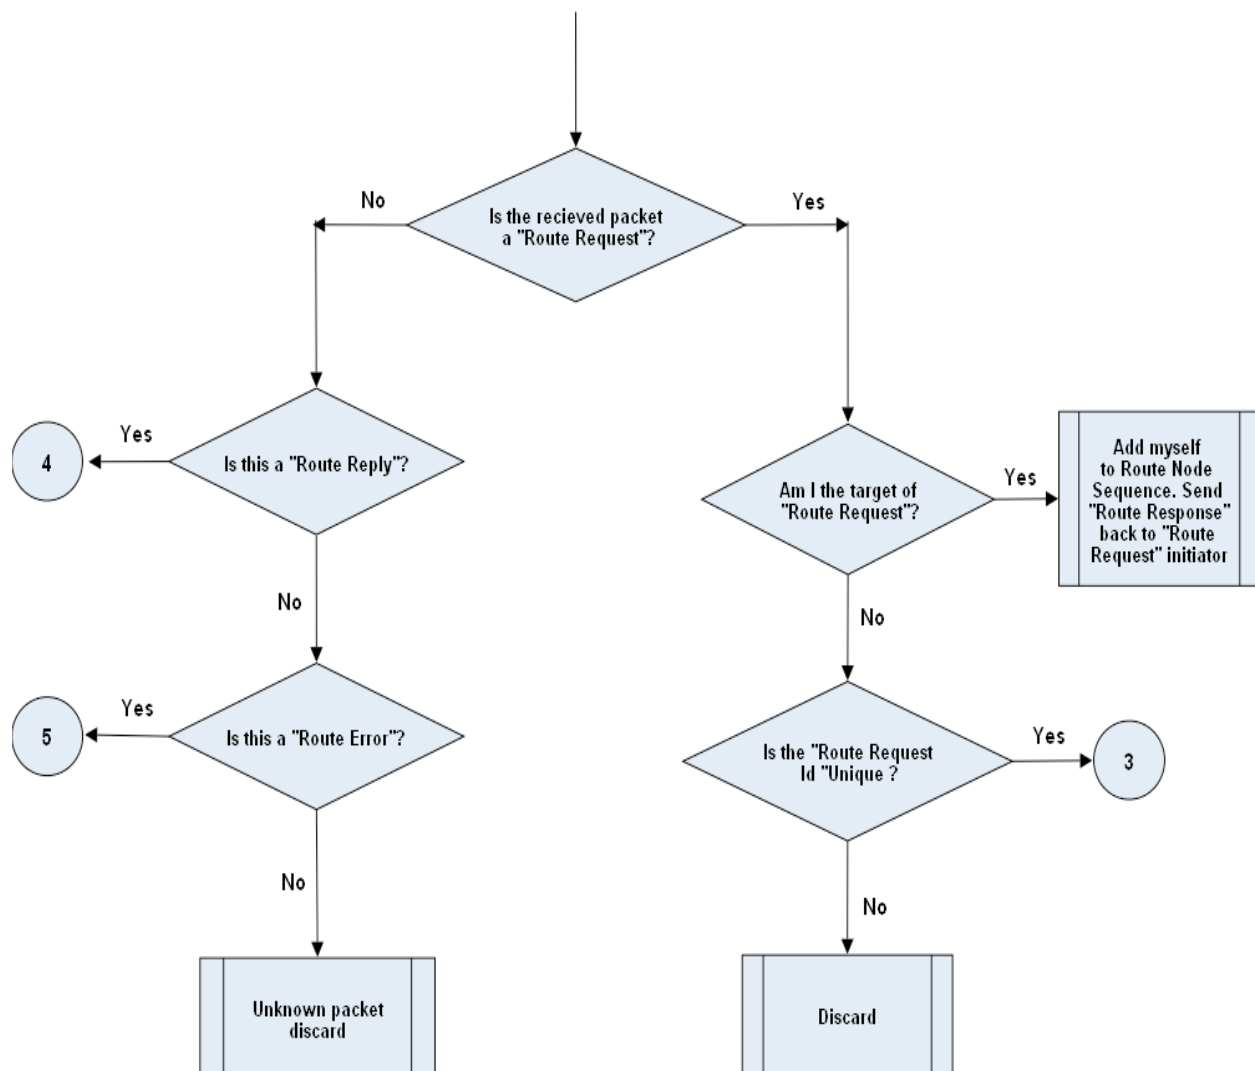 No
Yes
Is the recieved packet
a "Route Request"?
Yes
4
Is this a "Route Reply"?
Am I the target of
"Route Request"?
Yes
Add myself
to Route Node
Sequence. Send
"Route Response"
back to "Route
Request" initiator
No
No
Yes
5
Is this a "Route Error"?
Is the "Route Request
Id "Unique ?
Yes
3
No
No
Unknown packet
discard
Discard